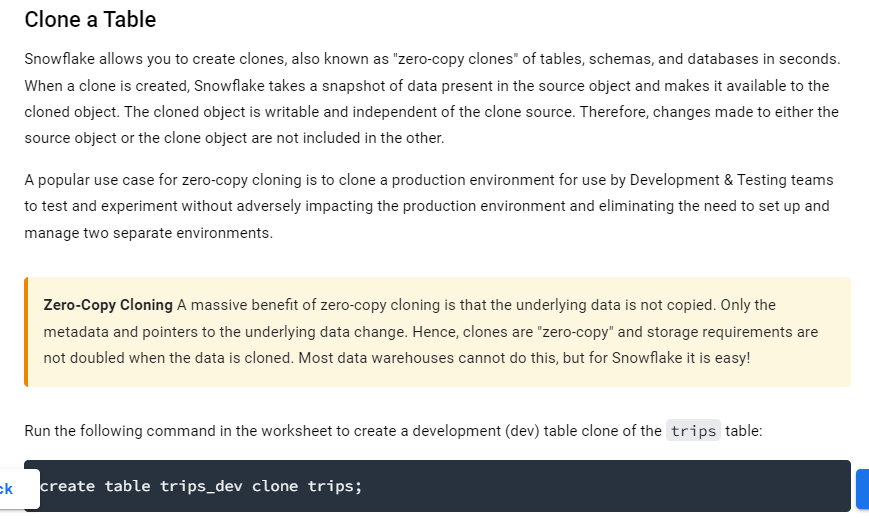 Clone a Table
Snowflake allows you to create clones, also known as "zero-copy clones" of tables, schemas, and databases in seconds.
When a clone is created, Snowflake takes a snapshot of data present in the source object and makes it available to the
cloned object. The cloned object is writable and independent of the clone source. Therefore, changes made to either the
source object or the clone object are not included in the other.
A popular use case for zero-copy cloning is to clone a production environment for use by Development & Testing teams
to test and experiment without adversely impacting the production environment and eliminating the need to set up and
manage two separate environments.
Zero-Copy Cloning A massive benefit of zero-copy cloning is that the underlying data is not copied. Only the
metadata and pointers to the underlying data change. Hence, clones are "zero-copy" and storage requirements are
not doubled when the data is cloned. Most data warehouses cannot do this, but for Snowflake it is easy!
Run the following command in the worksheet to create a development (dev) table clone of the trips table:
create table trips_dev clone trips;
ck